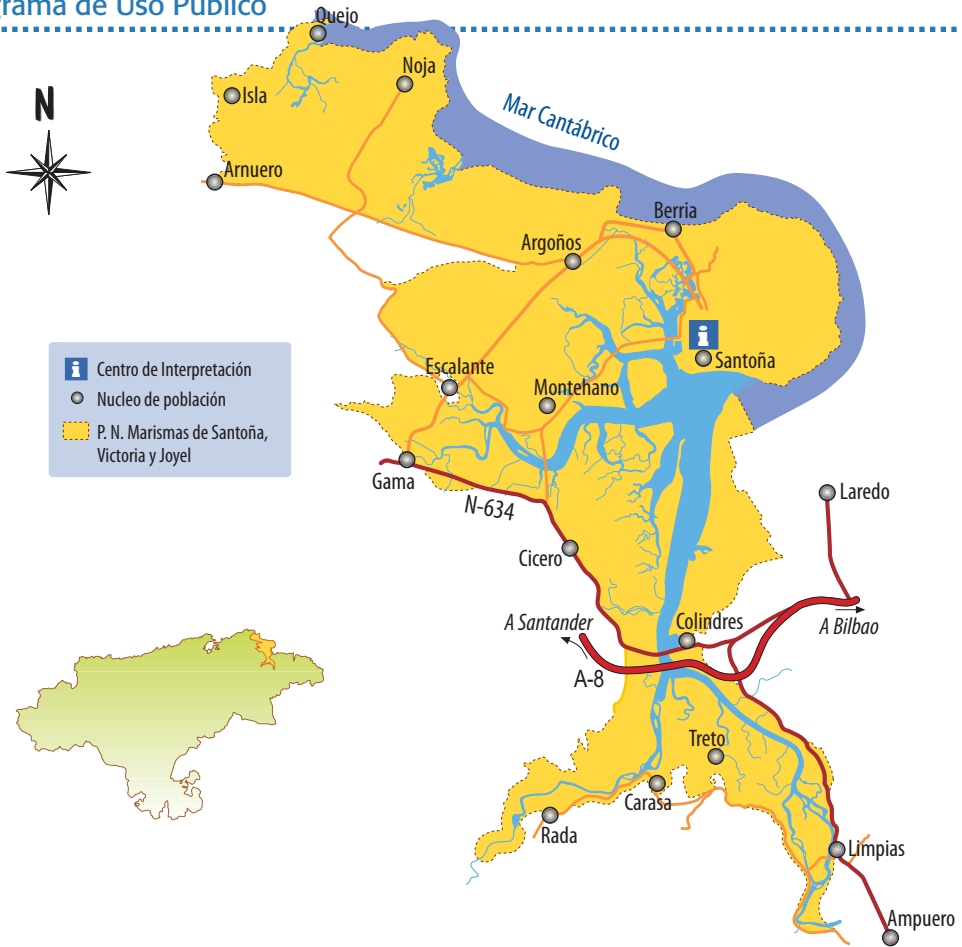 grama de Uso Público
Quejo
Noja
N
Isla
Mar Cantábrico
Arnuero
Berria
Argoños
i
Santoña
i Centro de Interpretación
Nucleo de población
P. N. Marismas de Santoña,
Victoria y Joyel
Escalante
Montehano
Gama
N-634
Laredo
Cicero
A Santander
Colindres
A Bilbao
A-8
Treto
Carasa
Rada
Limpias
Ampuero